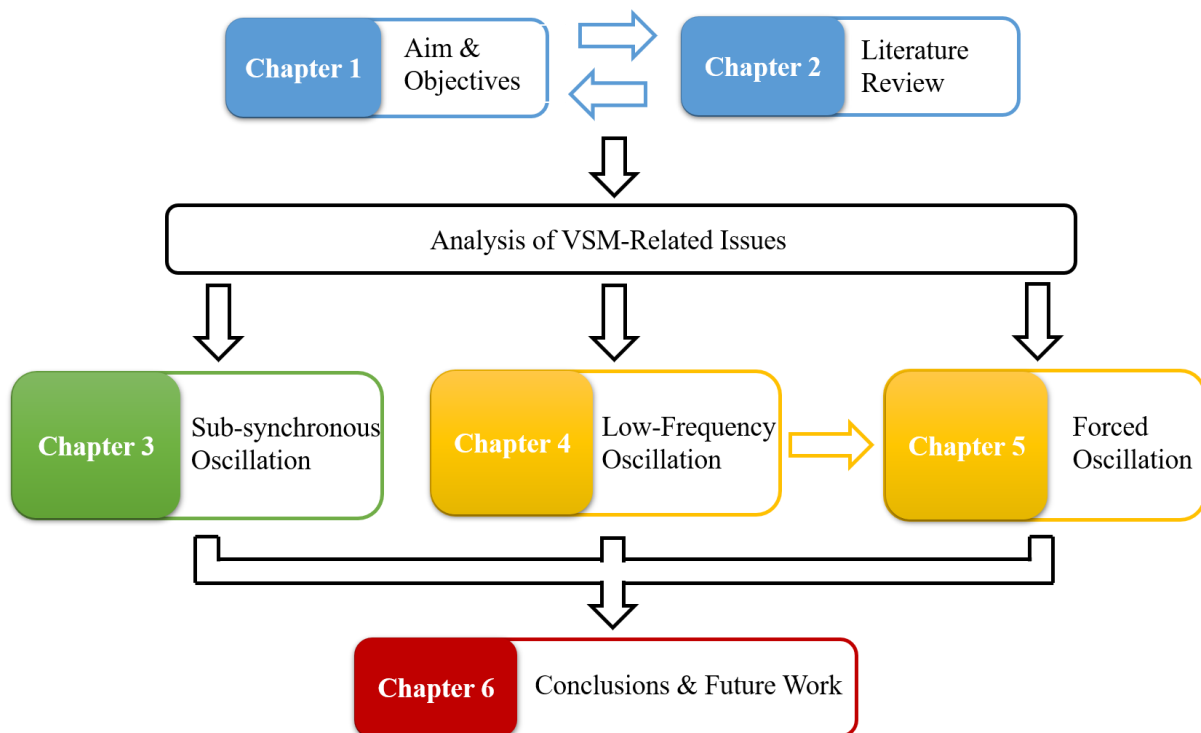 Chapter 1
Aim &
Objectives
Chapter 2
Literature
Review
Analysis of VSM-Related Issues
Chapter 3
Sub-synchronous
Oscillation
Chapter 4
Low-Frequency
Oscillation
Chapter 5
Forced
Oscillation
Chapter 6
Conclusions & Future Work